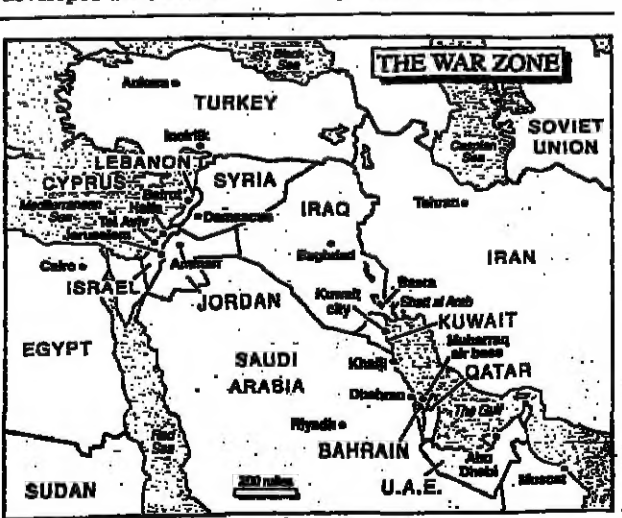 Black
Sea
THE WAR ZONE
Ankara
TURKEY
Caspian
Sea
SOVIET
UNION
Incirlik
LEBANON
CYPRUS
SYRIA
Beirut
Mediterranean
Sea
Haifa
Tel Aviv
Damascus
IRAQ
Tehran
Jerusalem
Baghdad
IRAN
Cairo
Amman
ISRAEL
JORDAN
Basra
Shatt al Arab
Kuwait
city
KUWAIT
Muharraq
air base
EGYPT
SAUDI
ARABIA
Khafji
QATAR
Dhahran
The Gulf
Riyadh
Red
Sea
BAHRAIN
Abu
Dhabi
Muscat
SUDAN
200 miles
U.A.E.